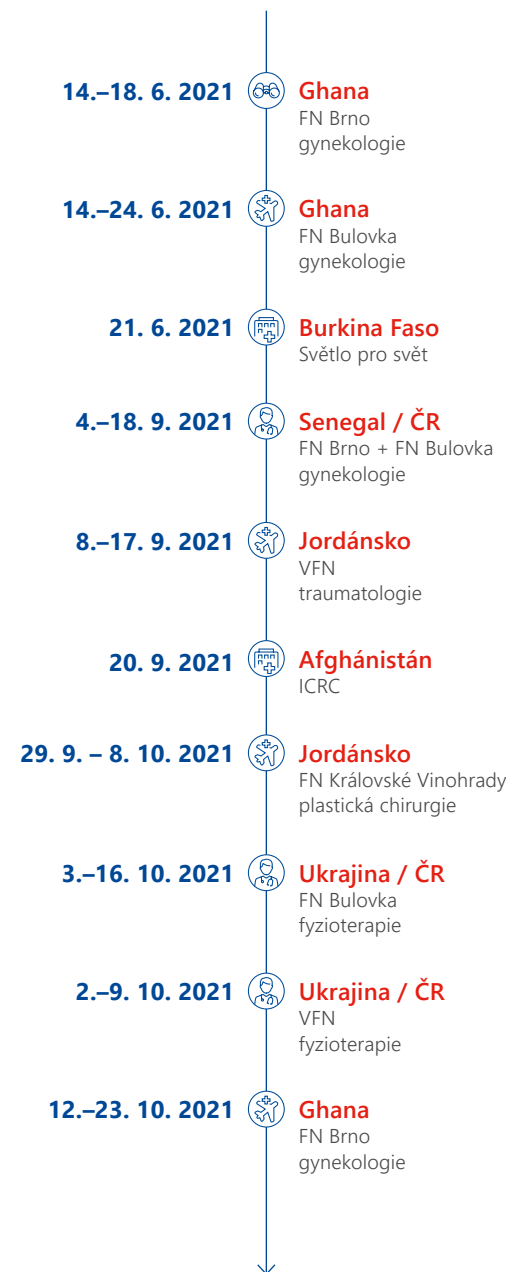 14.–18. 6. 2021
Ghana
FN Brno
gynekologie
14.–24. 6. 2021
Ghana
FN Bulovka
gynekologie
21. 6. 2021
Burkina Faso
Světlo pro svět
4.–18. 9. 2021
Senegal / ČR
FN Brno + FN Bulovka
gynekologie
8.–17. 9. 2021
Jordánsko
VFN
traumatologie
20. 9. 2021
Afghánistán
ICRC
29. 9. – 8. 10. 2021
Jordánsko
FN Královské Vinohrady
plastická chirurgie
3.–16. 10. 2021
Ukrajina / ČR
FN Bulovka
fyzioterapie
2.–9. 10. 2021
Ukrajina / ČR
VFN
fyzioterapie
12.–23. 10. 2021
Ghana
FN Brno
gynekologie